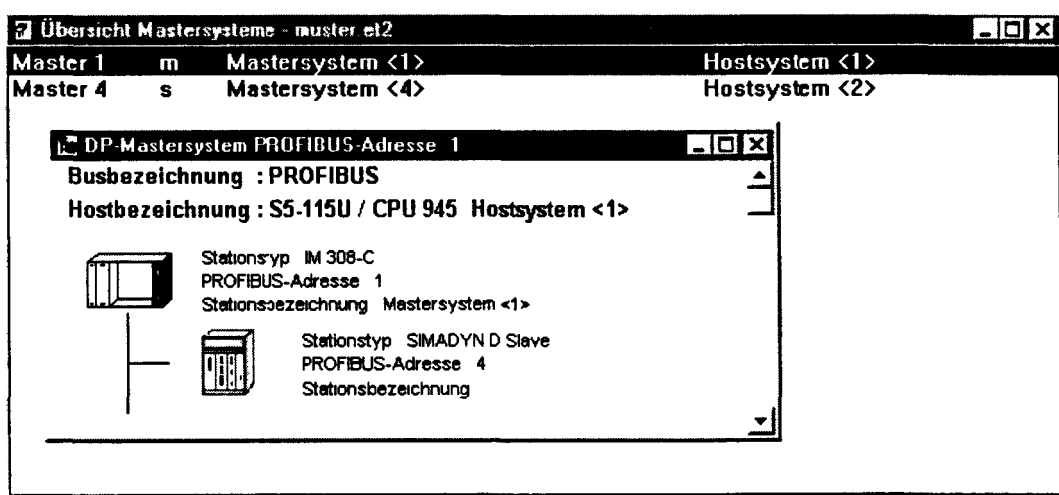 Übersicht Mastersysteme - muster.et2
Master 1 m Mastersystem <1> Hostsystem <1>
Master 4 s Mastersystem <4> Hostsystem <2>
DP-Mastersystem PROFIBUS-Adresse 1
Busbezeichnung : PROFIBUS
Hostbezeichnung : S5-115U / CPU 945 Hostsystem <1>
Stationstyp IM 308-C
PROFIBUS-Adresse 1
Stationsbezeichnung Mastersystem <1>
Stationstyp SIMADYN D Slave
PROFIBUS-Adresse 4
Stationsbezeichnung